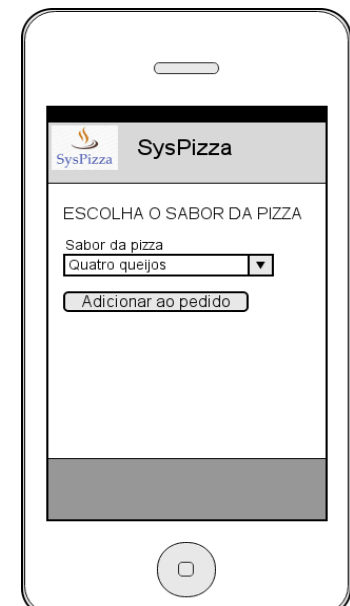 SysPizza
SysPizza
ESCOLHA O SABOR DA PIZZA
Sabor da pizza
Quatro queijos
Adicionar ao pedido